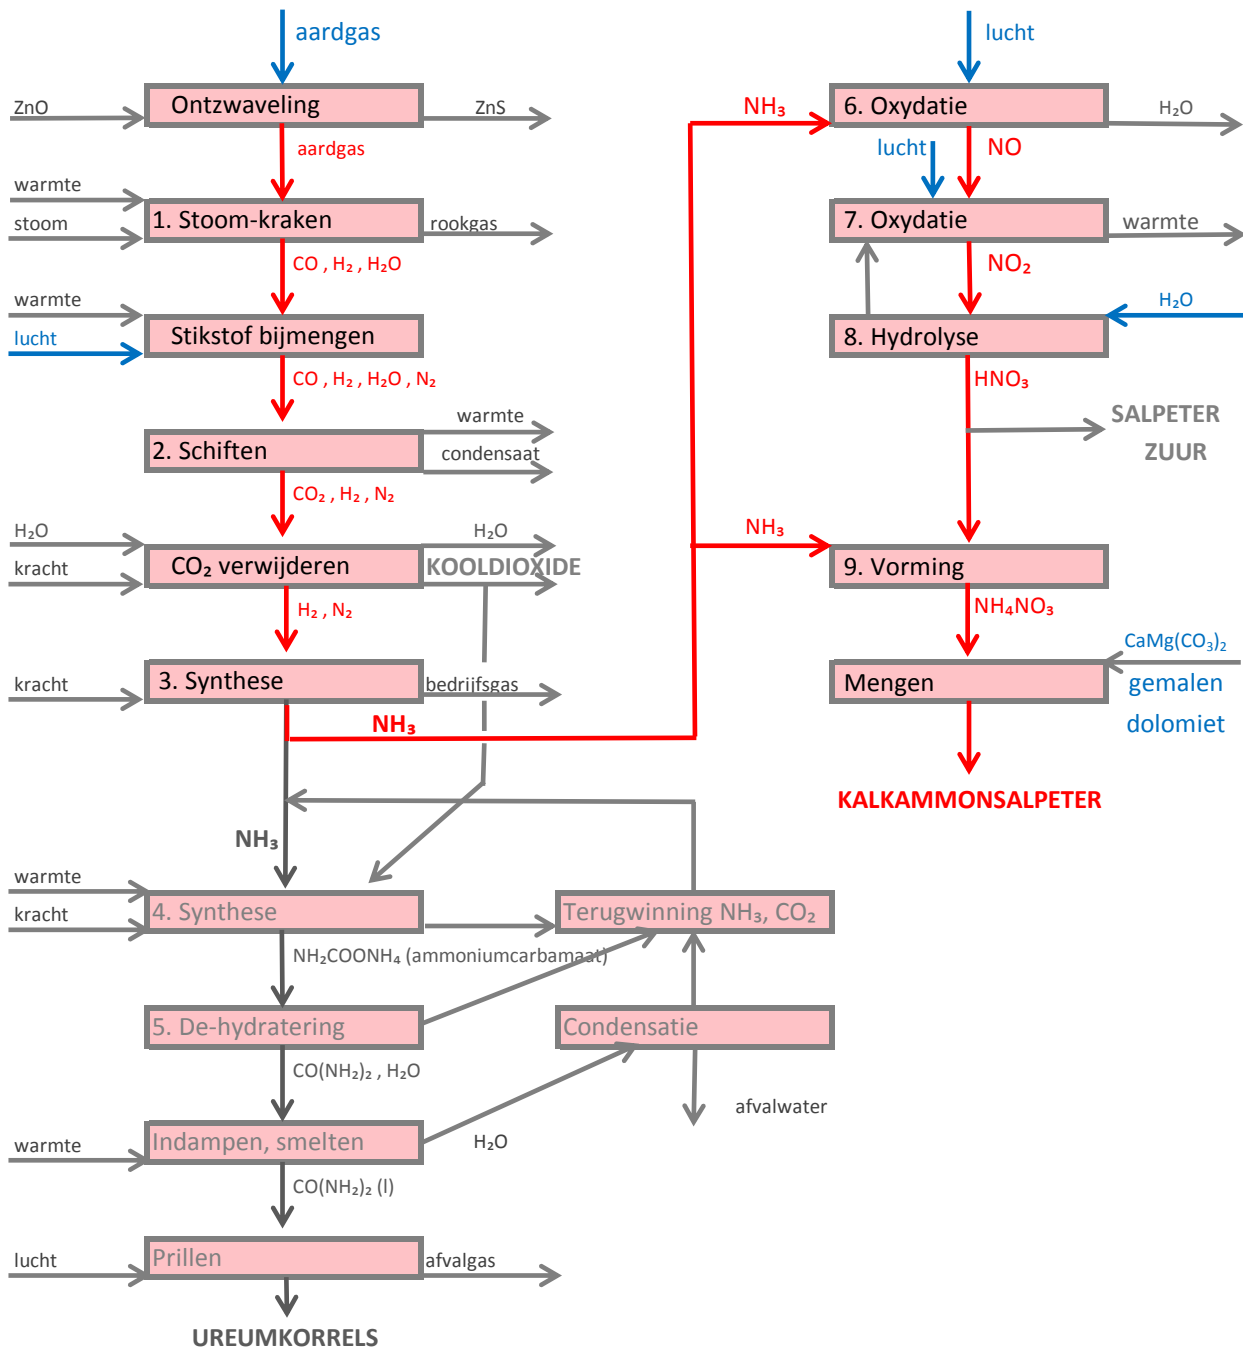 aardgas
ZnO
Ontzwaveling
ZnS
aardgas
warmte
stoom
1. Stoom-kraken
rookgas
CO , H₂ , H₂O
warmte
lucht
Stikstof bijmengen
CO , H₂ , H₂O , N₂
2. Schiften
warmte
condensaat
CO₂ , H₂ , N₂
H₂O
kracht
CO₂ verwijderen
H₂O
KOOLDIOXIDE
H₂ , N₂
kracht
3. Synthese
bedrijfsgas
NH₃
NH₃
warmte
kracht
4. Synthese
Terugwinning NH₃, CO₂
NH₂COONH₄ (ammoniumcarbamaat)
5. De-hydratering
Condensatie
CO(NH₂)₂ , H₂O
afvalwater
warmte
Indampen, smelten
H₂O
CO(NH₂)₂ (l)
lucht
Prillen
afvalgas
UREUMKORRELS
lucht
NH₃
6. Oxydatie
H₂O
lucht
NO
7. Oxydatie
warmte
NO₂
H₂O
8. Hydrolyse
HNO₃
SALPETER
ZUUR
NH₃
9. Vorming
NH₄NO₃
CaMg(CO₃)₂
Mengen
gemalen
dolomiet
KALKAMMONSALPETER